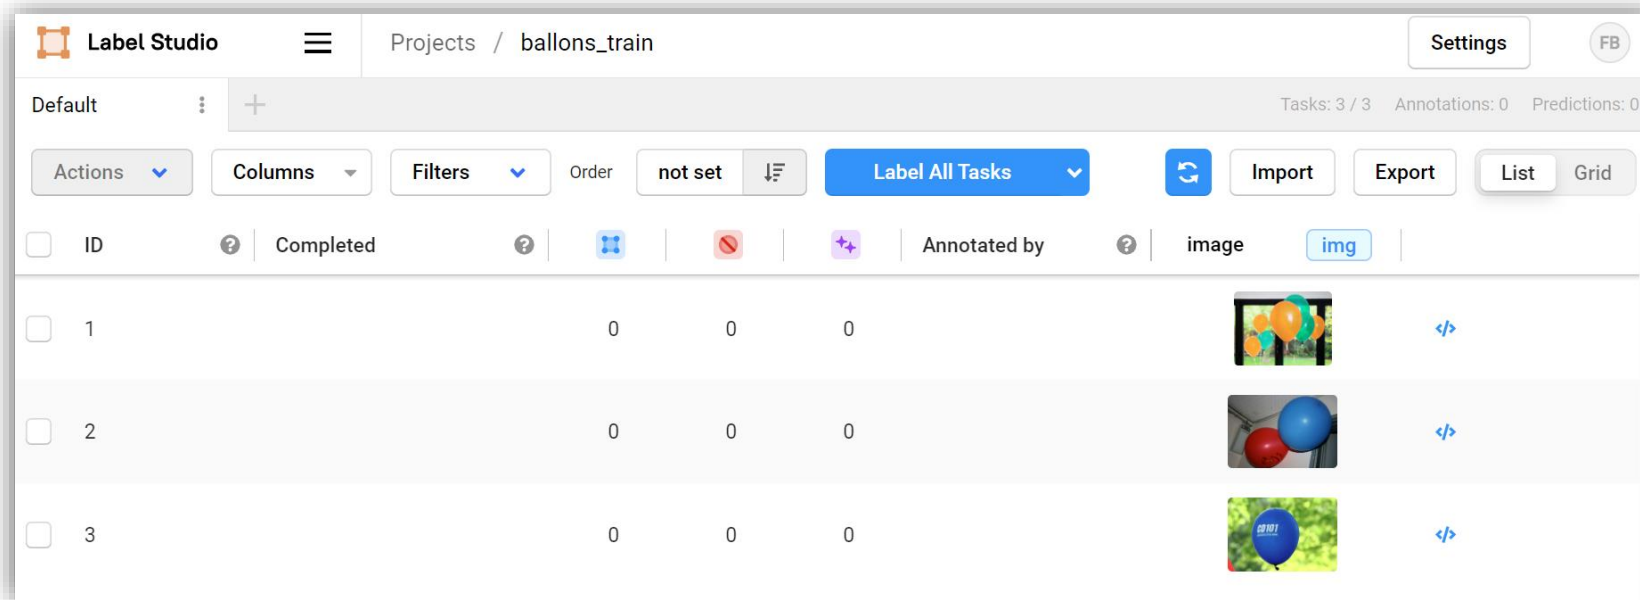 Label Studio Projects / ballons_train Settings FB
Default Tasks: 3 / 3 Annotations: 0 Predictions: 0
Actions Columns Filters Order not set Label All Tasks Import Export List Grid
ID Completed Annotated by image img
1 0 0 0 </>
2 0 0 0 </>
3 0 0 0 CD101 </>